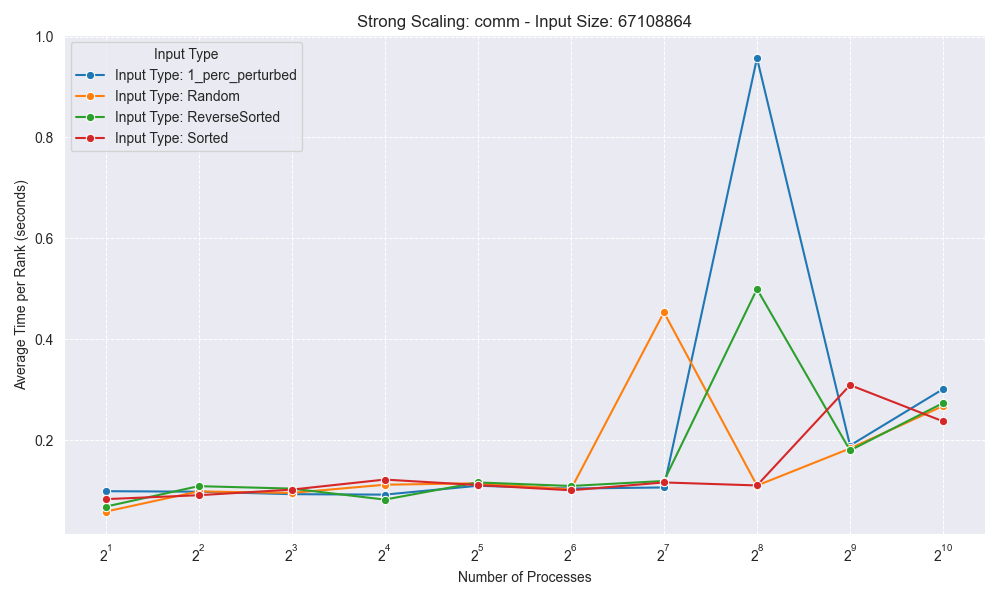 Strong Scaling: comm - Input Size: 67108864
1.0
0.8
0.6
0.4
0.2
Average Time per Rank (seconds)
Input Type
Input Type: 1_perc_perturbed
Input Type: Random
Input Type: ReverseSorted
Input Type: Sorted
2^1 2^2 2^3 2^4 2^5 2^6 2^7 2^8 2^9 2^10
Number of Processes